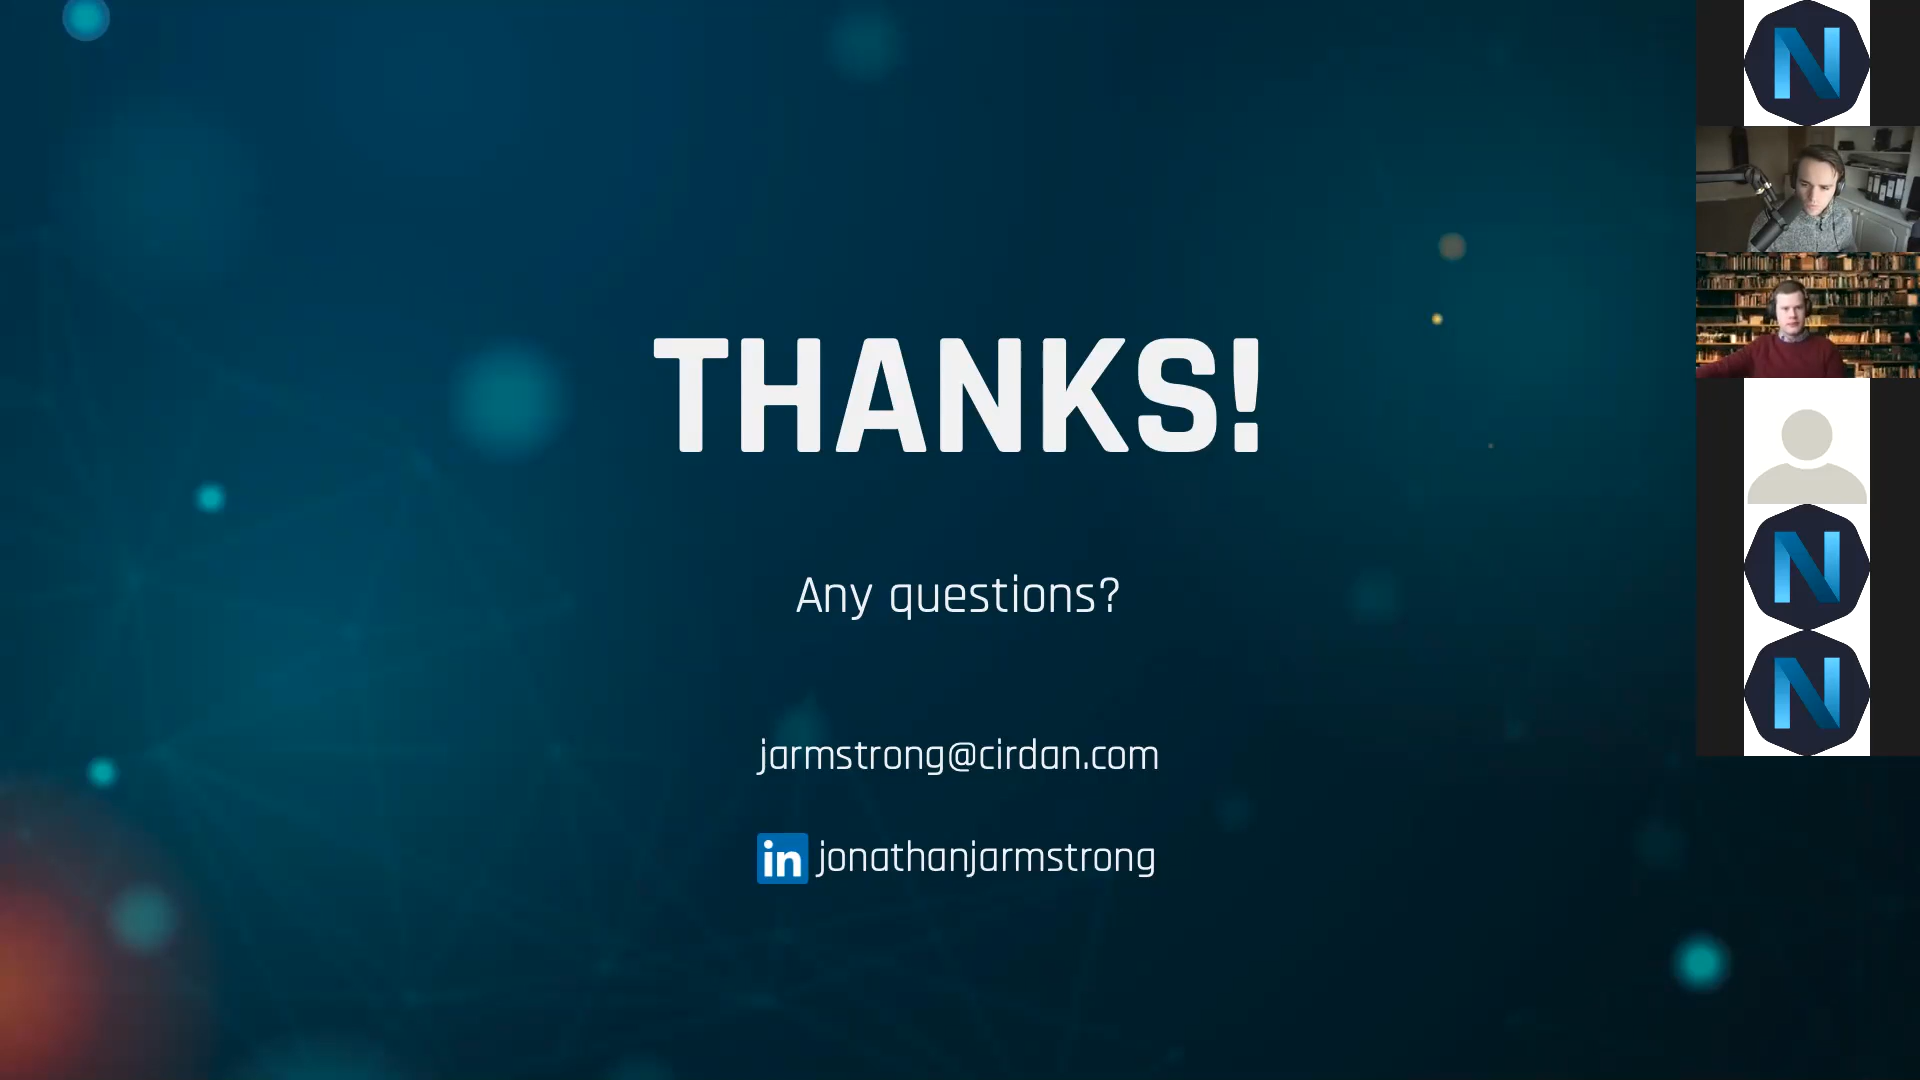 THANKS!
Any questions?
jarmstrong@cirdan.com
in jonathanjarmstrong
N
N
N